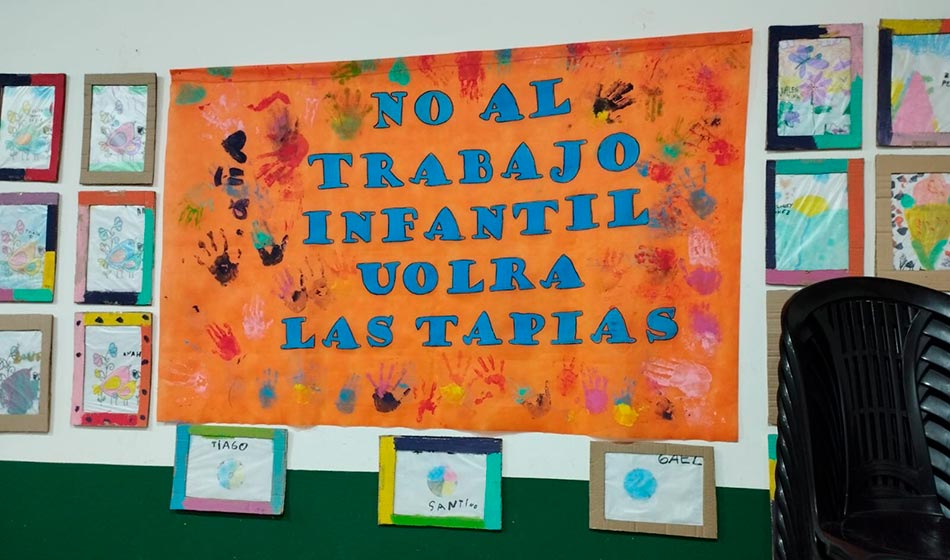 NO AL
TRABAJO
INFANTIL
UOLRA
LAS TAPIAS
TIAGO
SANTINO
GAEL